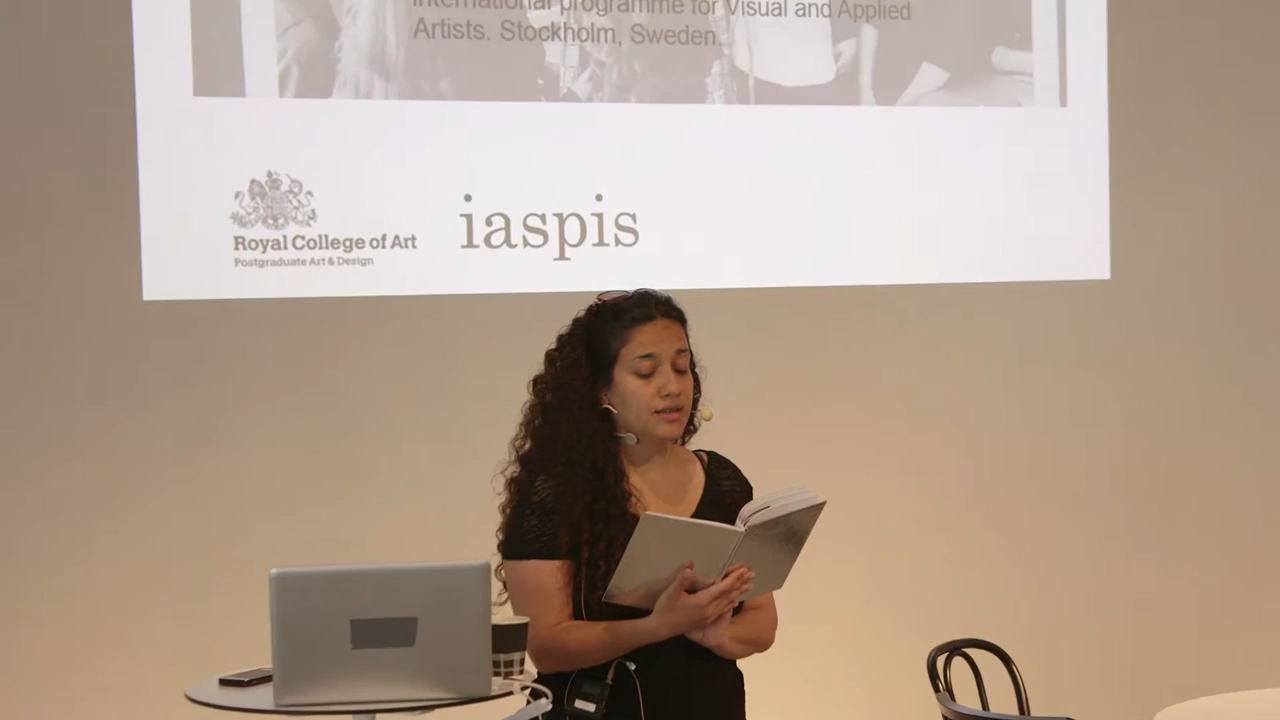 international programme for Visual and Applied
Artists. Stockholm, Sweden.
Royal College of Art
Postgraduate Art & Design
iaspis